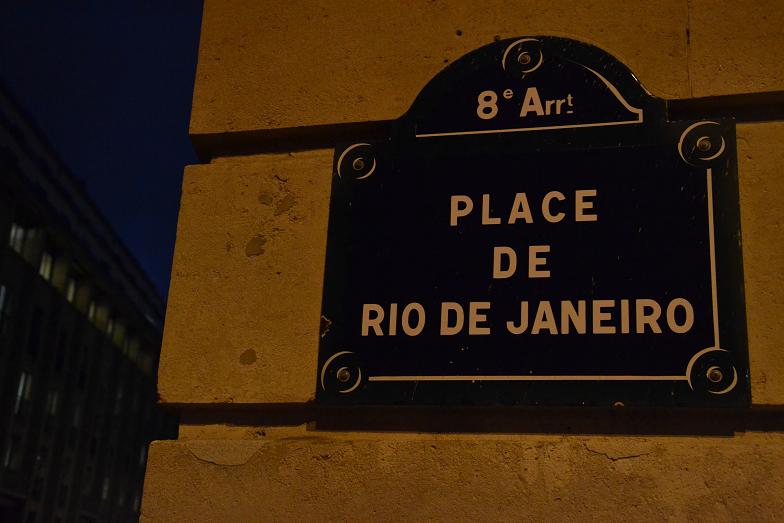 8e Arrt
PLACE
DE
RIO DE JANEIRO